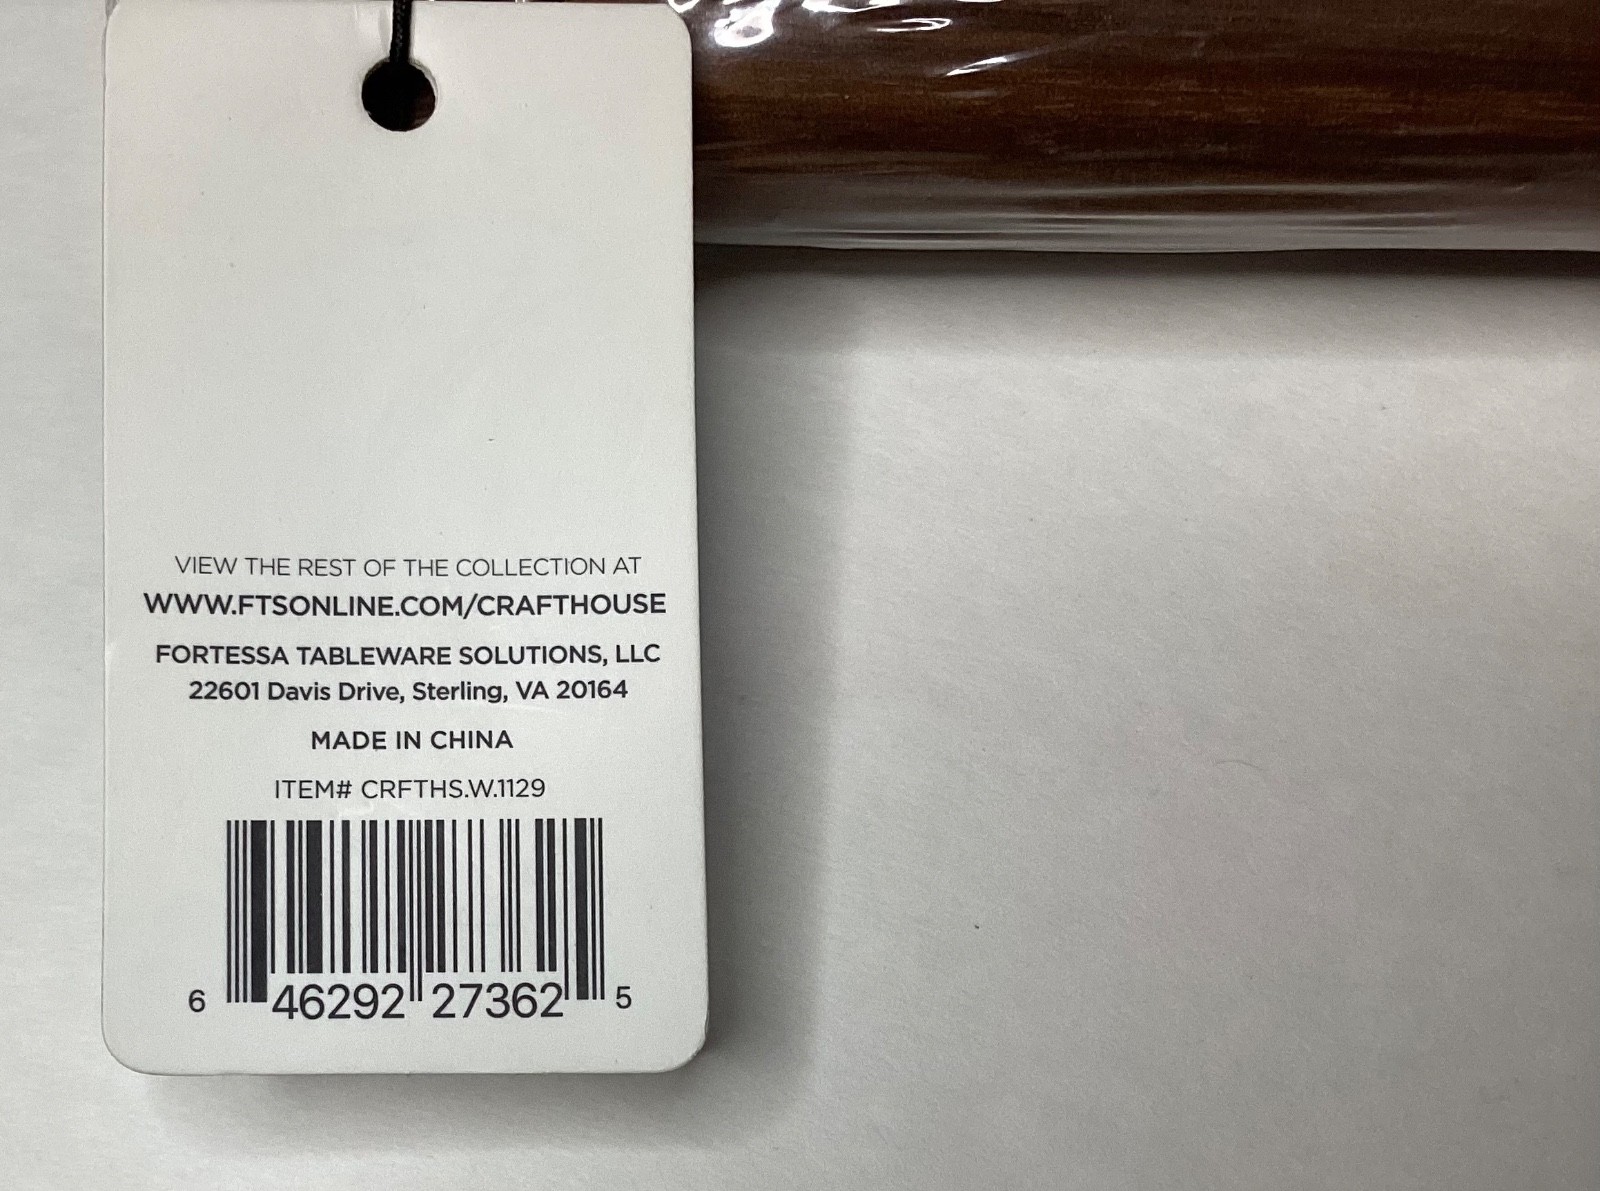 VIEW THE REST OF THE COLLECTION AT
WWW.FTSONLINE.COM/CRAFTHOUSE
FORTESSA TABLEWARE SOLUTIONS, LLC
22601 Davis Drive, Sterling, VA 20164
MADE IN CHINA
ITEM# CRFTHS.W.1129
6 46292 27362 5